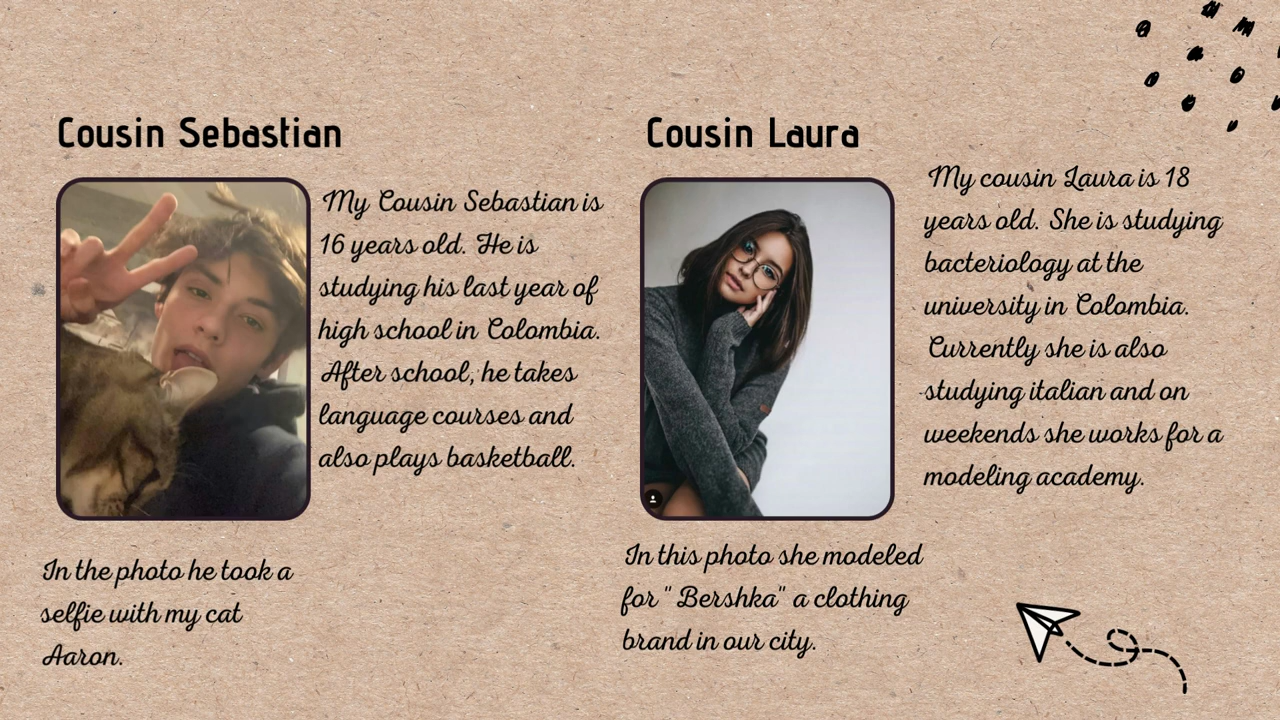 Cousin Sebastian
My Cousin Sebastian is
16 years old. He is
studying his last year of
high school in Colombia.
After school, he takes
language courses and
also plays basketball.
In the photo he took a
selfie with my cat
Aaron.
Cousin Laura
My cousin Laura is 18
years old. She is studying
bacteriology at the
university in Colombia.
Currently she is also
studying italian and on
weekends she works for a
modeling academy.
In this photo she modeled
for " Bershka" a clothing
brand in our city.